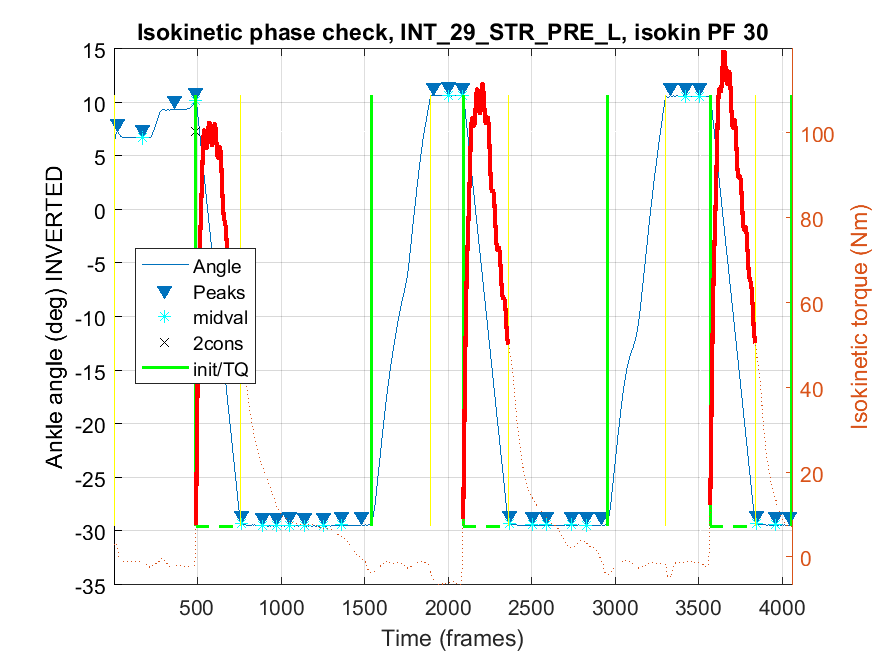 Isokinetic phase check, INT_29_STR_PRE_L, isokin PF 30
Ankle angle (deg) INVERTED
15
10
5
0
-5
-10
-15
-20
-25
-30
-35
Angle
Peaks
midval
2cons
init/TQ
100
80
60
40
20
0
Isokinetic torque (Nm)
500
1000
1500
2000
2500
3000
3500
4000
Time (frames)